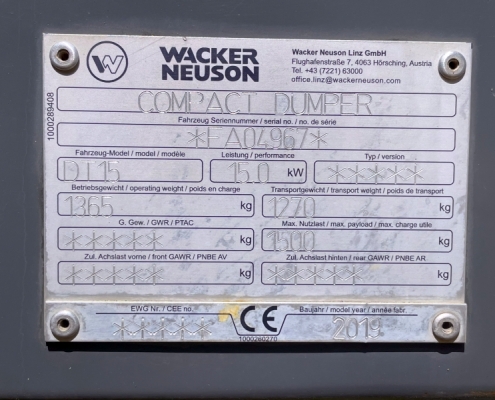 WACKER
NEUSON
Wacker Neuson Linz GmbH
Flughafenstraße 7, 4063 Hörsching, Austria
Tel. +43 (7221) 63000
office.linz@wackerneuson.com
1000289408
COMPACT DUMPER
Fahrzeug Seriennummer / serial no. / no. de série
*FA04967*
Fahrzeug-Model / model / modèle
Leistung / performance
Typ / version
DT15
15.0 kW
*****
Betriebsgewicht / operating weight / poids en charge
Transportgewicht / transport weight / poids de transport
1365 kg
1270 kg
G. Gew. / GWR / PTAC
Max. Nutzlast / max. payload / max. charge utile
***** kg
1500 kg
Zul. Achslast vorne / front GAWR / PNBE AV
Zul. Achslast hinten / rear GAWR / PNBE AR
***** kg
***** kg
EWG Nr. / CEE no.
Baujahr / model year / année fabr.
*****
CE
2019
1000260270